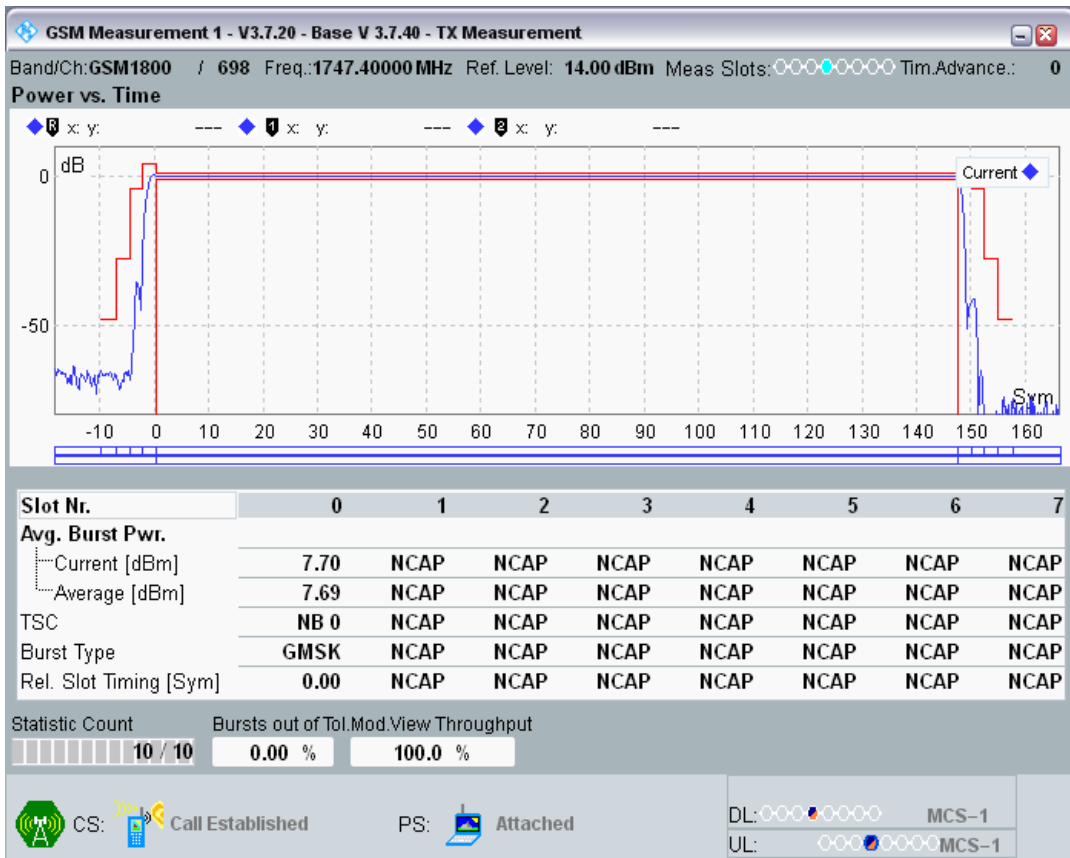 GSM Measurement 1 - V3.7.20 - Base V 3.7.40 - TX Measurement
Band/Ch:GSM1800 / 698 Freq.:1747.40000 MHz Ref. Level: 14.00 dBm Meas Slots: Tim.Advance.: 0
Power vs. Time
R x: y: --- 1 x: y: --- 2 x: y: ---
dB
Current
0
-50
Sym
-10 0 10 20 30 40 50 60 70 80 90 100 110 120 130 140 150 160
Slot Nr. 0 1 2 3 4 5 6 7
Avg. Burst Pwr.
Current [dBm] 7.70 NCAP NCAP NCAP NCAP NCAP NCAP NCAP
Average [dBm] 7.69 NCAP NCAP NCAP NCAP NCAP NCAP NCAP
TSC NB 0 NCAP NCAP NCAP NCAP NCAP NCAP NCAP
Burst Type GMSK NCAP NCAP NCAP NCAP NCAP NCAP NCAP
Rel. Slot Timing [Sym] 0.00 NCAP NCAP NCAP NCAP NCAP NCAP NCAP
Statistic Count Bursts out of Tol.Mod.View Throughput
10 / 10 0.00 % 100.0 %
CS: Call Established PS: Attached
DL: MCS-1
UL: MCS-1